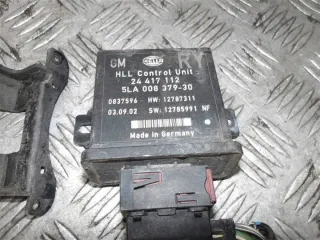 HELLA
GM RY
HLL Control Unit
24 417 112
5LA 008 379-30
0837596 HW: 12787311
03.09.02 SW: 12785991 NF
Made in Germany